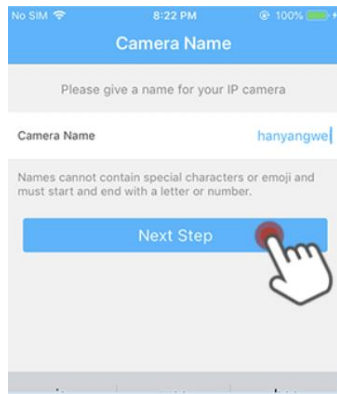 No SIM 8:22 PM 100%
Camera Name
Please give a name for your IP camera
Camera Name hanyangwe
Names cannot contain special characters or emoji and
must start and end with a letter or number.
Next Step